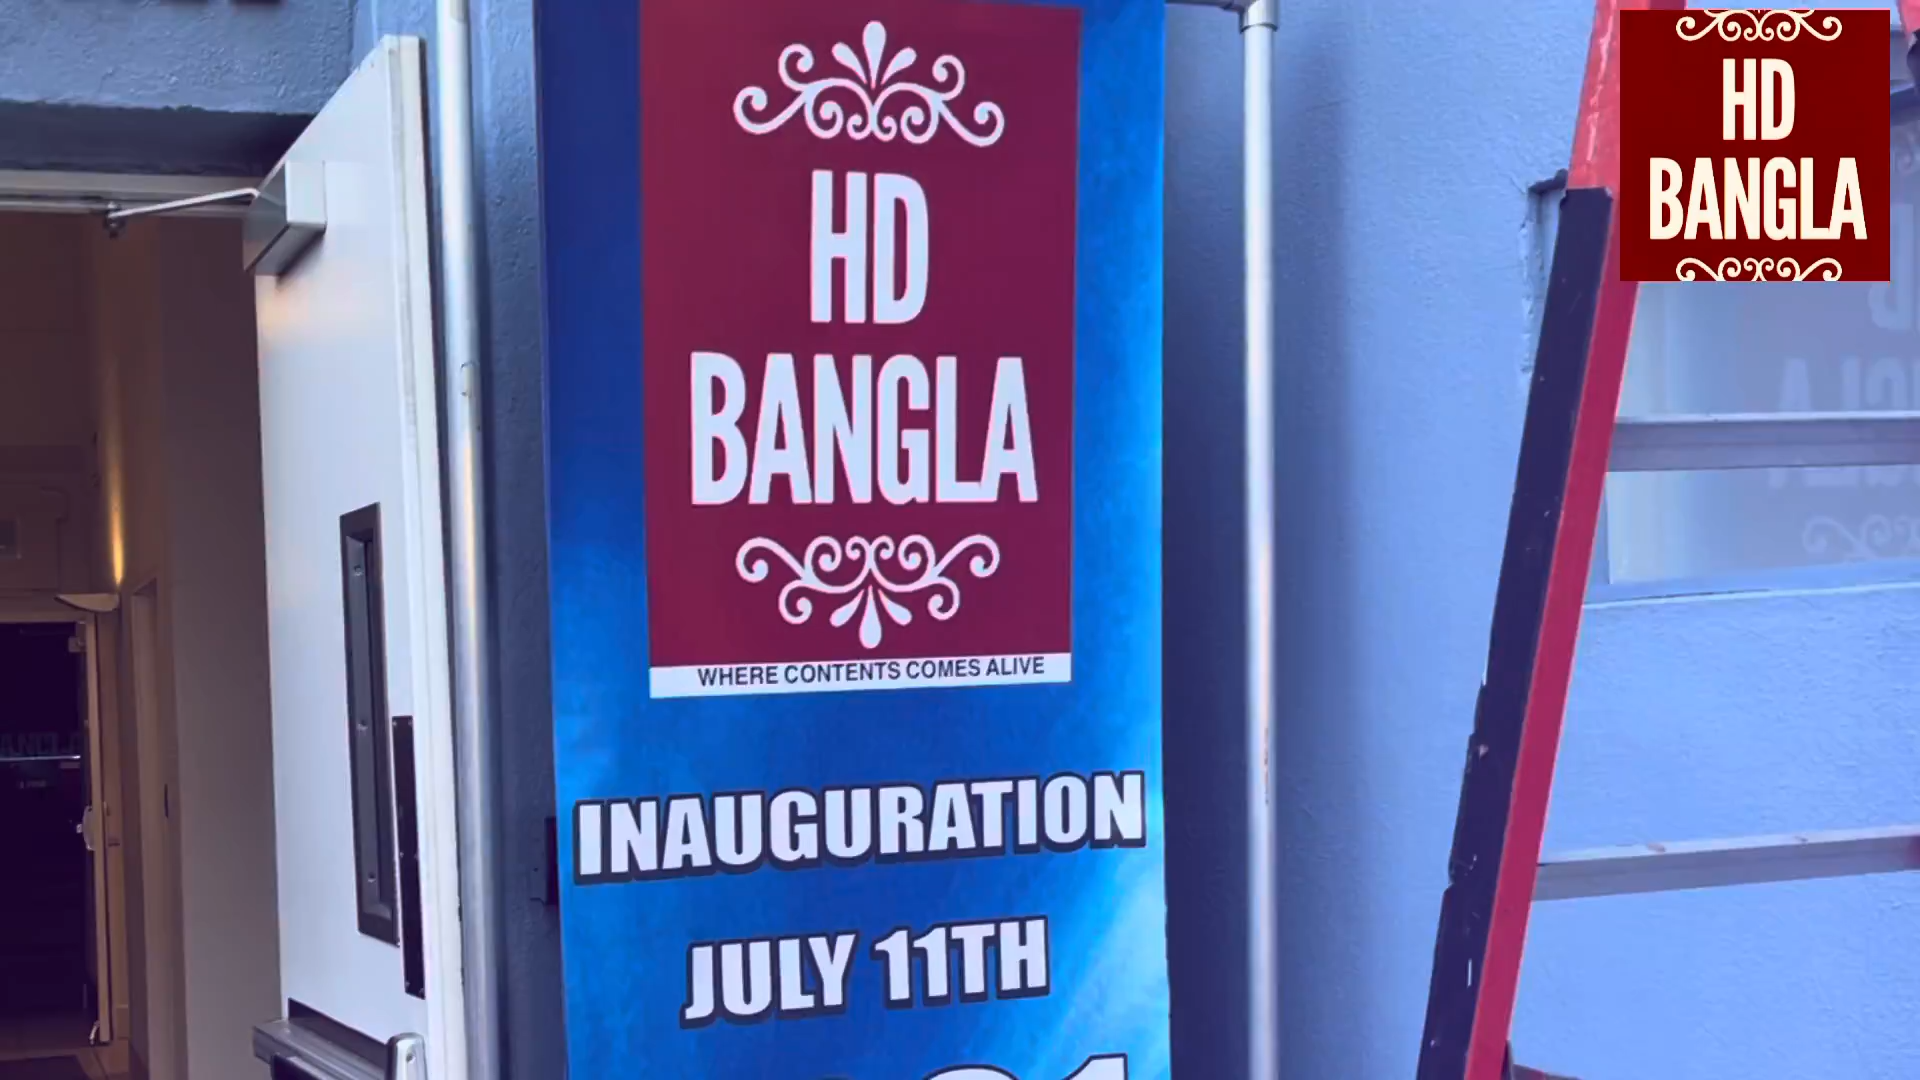 HD
BANGLA
WHERE CONTENTS COMES ALIVE
INAUGURATION
JULY 11TH
HD
BANGLA